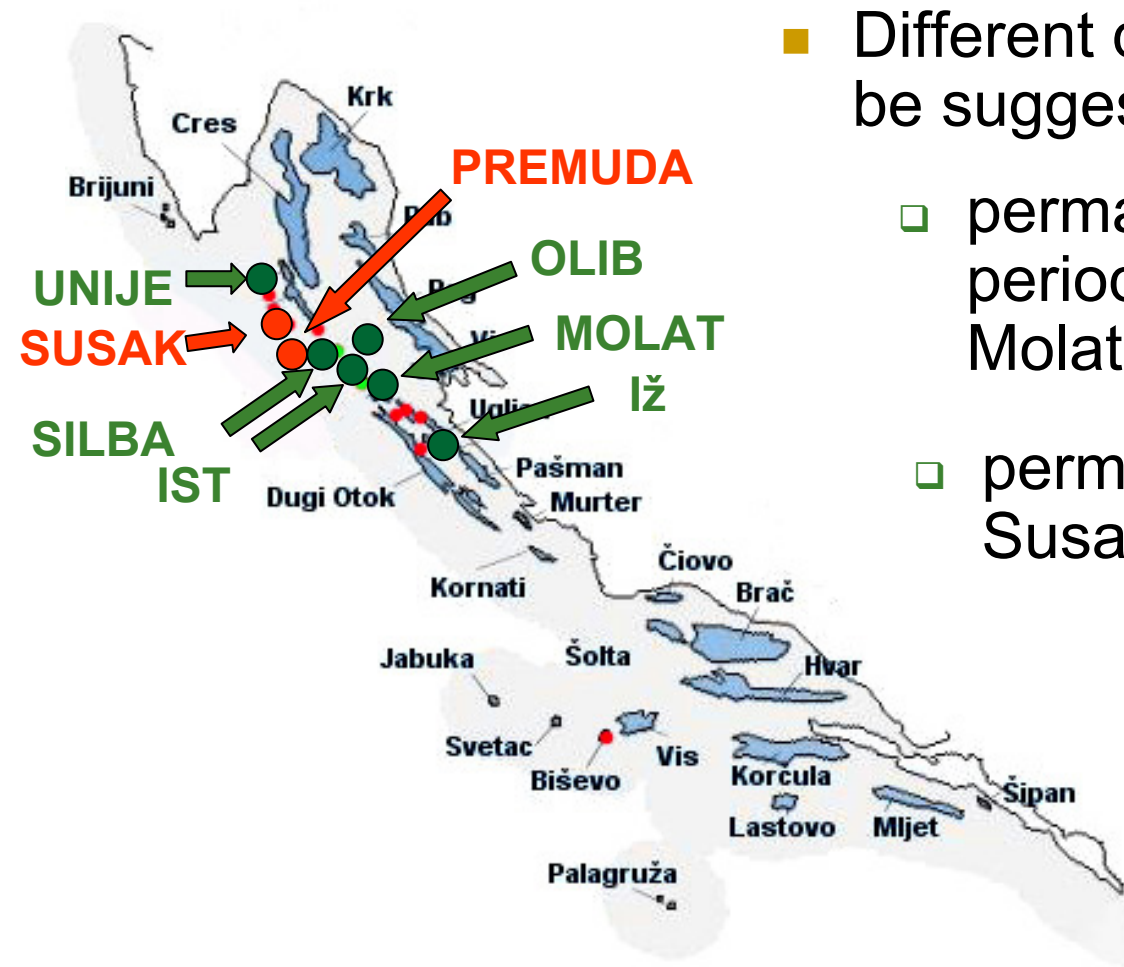 Krk
Cres
PREMUDA
Brijuni
OLIB
UNIJE
MOLAT
SUSAK
Iž
SILBA
IST
Pašman
Dugi Otok
Murter
Kornati
Čiovo
Brač
Šolta
Jabuka
Hvar
Svetac
Vis
Biševo
Korcula
Šipan
Lastovo
Mljet
Palagruža
Different
be sugges
perma
period
Molat
perm
Susa